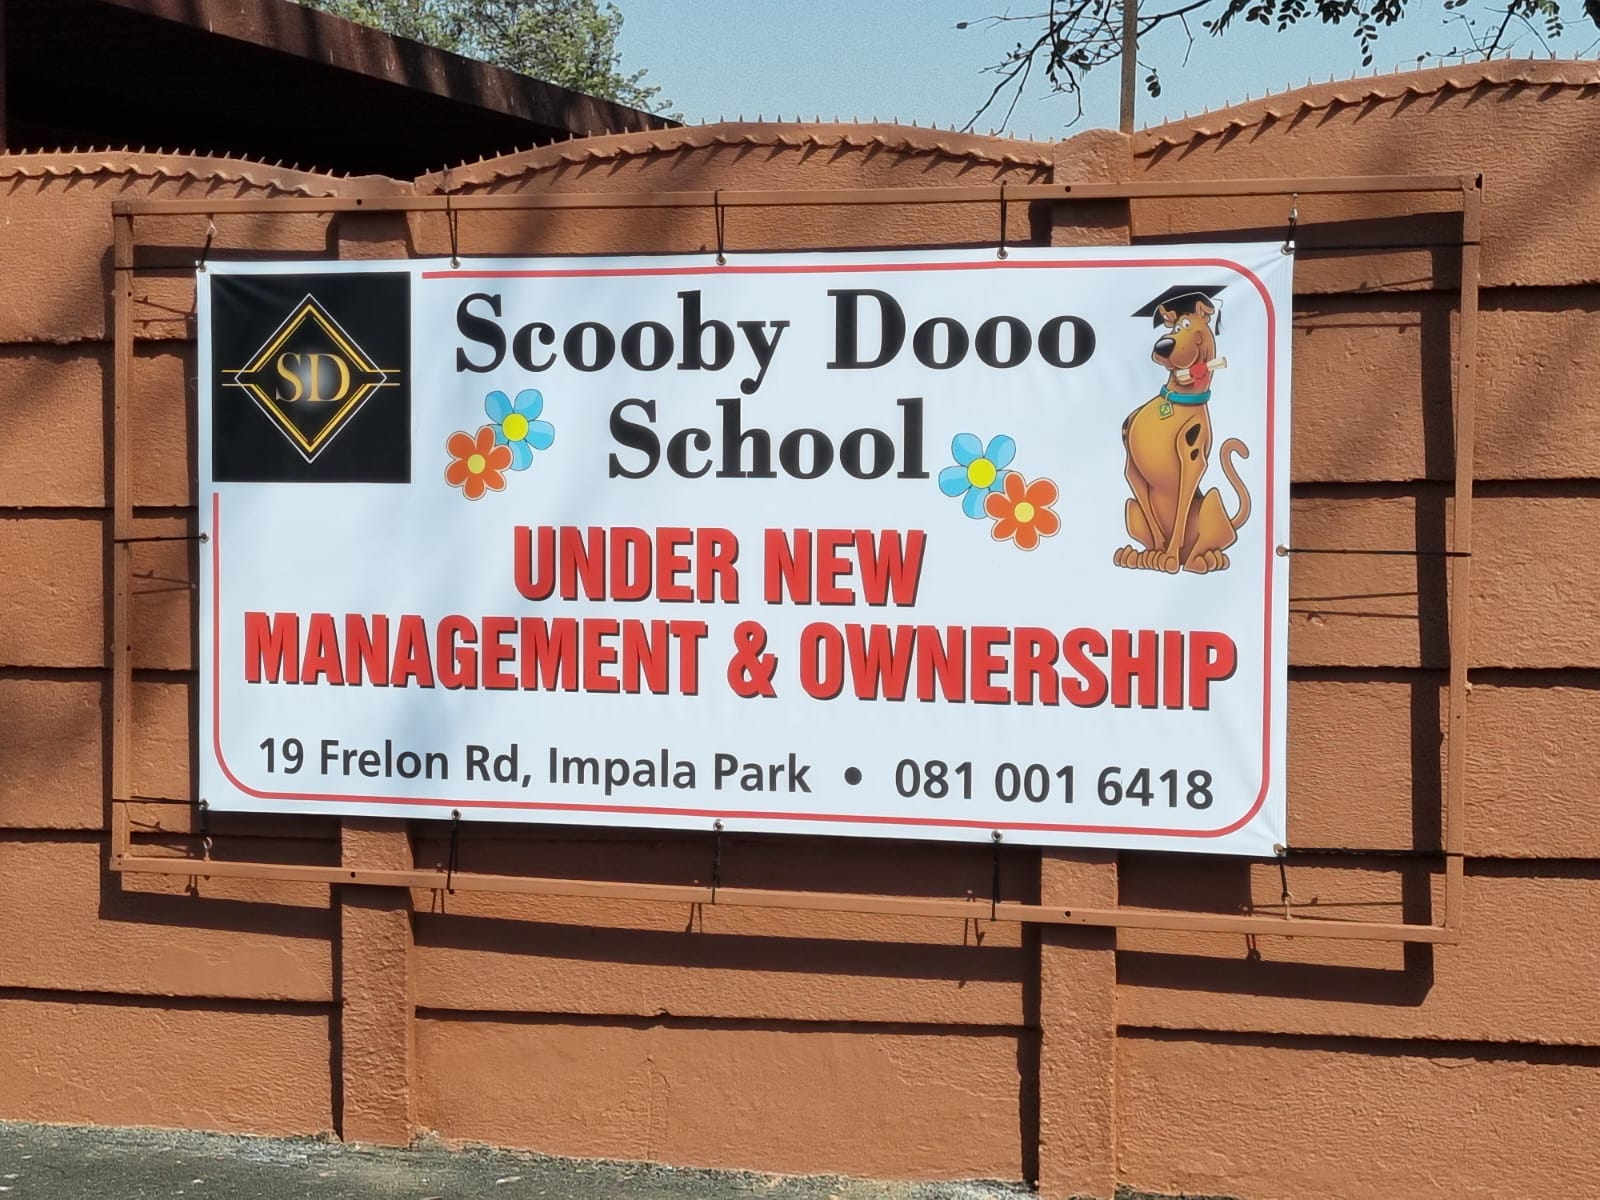 SD
Scooby Dooo
School
UNDER NEW
MANAGEMENT & OWNERSHIP
19 Frelon Rd, Impala Park • 081 001 6418